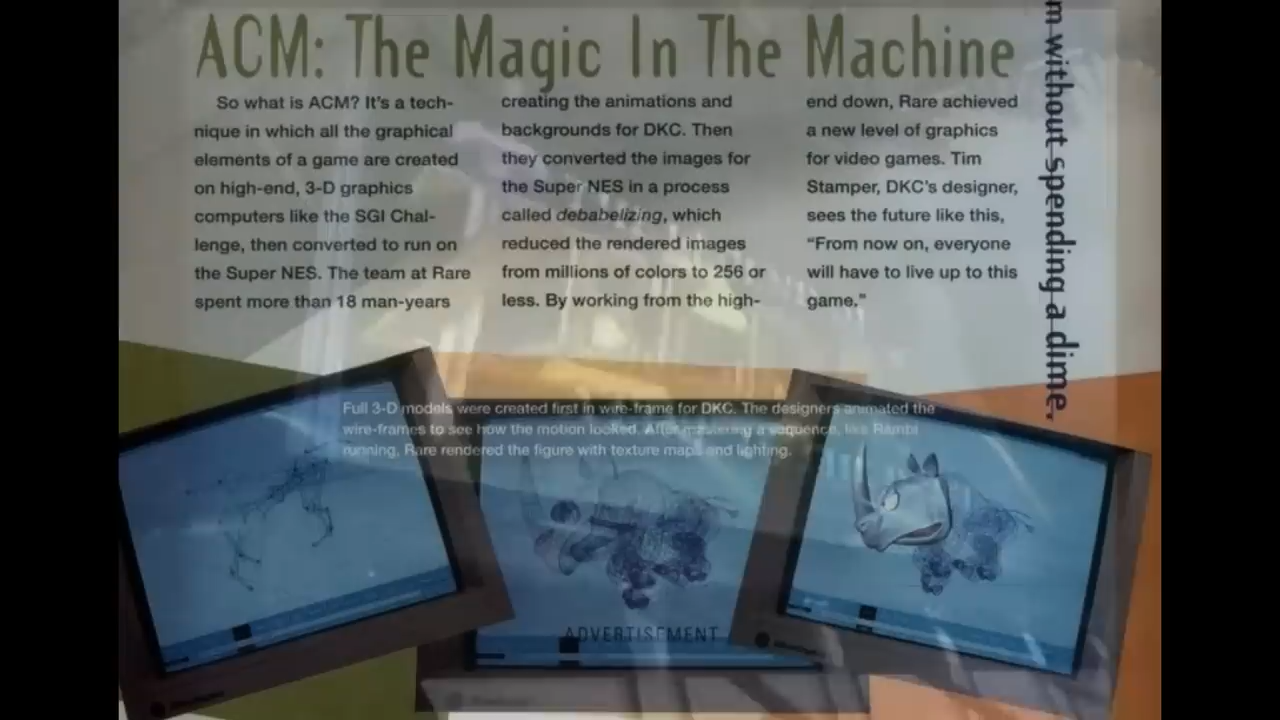 ACM: The Magic In The Machine
So what is ACM? It's a tech-
nique in which all the graphical
elements of a game are created
on high-end, 3-D graphics
computers like the SGI Chal-
lenge, then converted to run on
the Super NES. The team at Rare
spent more than 18 man-years
creating the animations and
backgrounds for DKC. Then
they converted the images for
the Super NES in a process
called debabelizing, which
reduced the rendered images
from millions of colors to 256 or
less. By working from the high-
end down, Rare achieved
a new level of graphics
for video games. Tim
Stamper, DKC's designer,
sees the future like this,
“From now on, everyone
will have to live up to this
game.”
m without spending a dime.
Full 3-D models were created first in wire-frame for DKC. The designers animated the
wire-frames to see how the motion looked. After mastering a sequence, like Rambi
running, Rare rendered the figure with texture maps and lighting.
ADVERTISEMENT